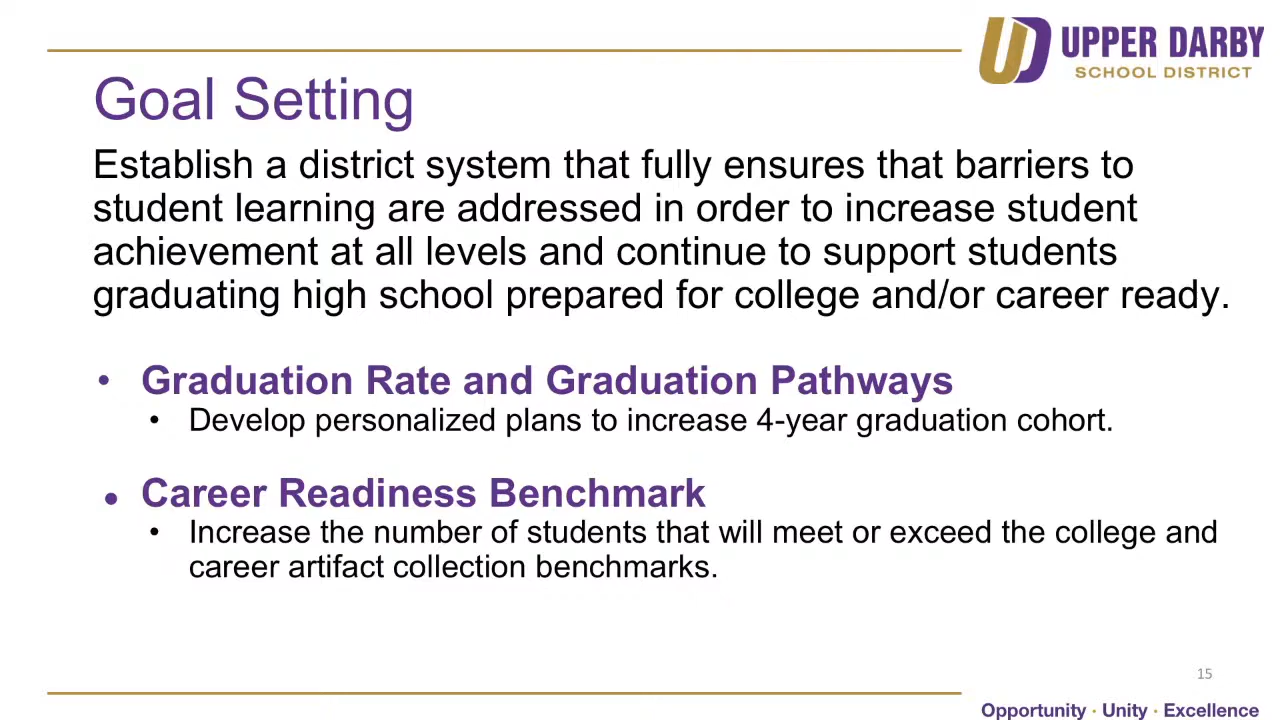 UPPER DARBY
SCHOOL DISTRICT
Goal Setting
Establish a district system that fully ensures that barriers to
student learning are addressed in order to increase student
achievement at all levels and continue to support students
graduating high school prepared for college and/or career ready.
• Graduation Rate and Graduation Pathways
• Develop personalized plans to increase 4-year graduation cohort.
• Career Readiness Benchmark
• Increase the number of students that will meet or exceed the college and
career artifact collection benchmarks.
15
Opportunity · Unity · Excellence